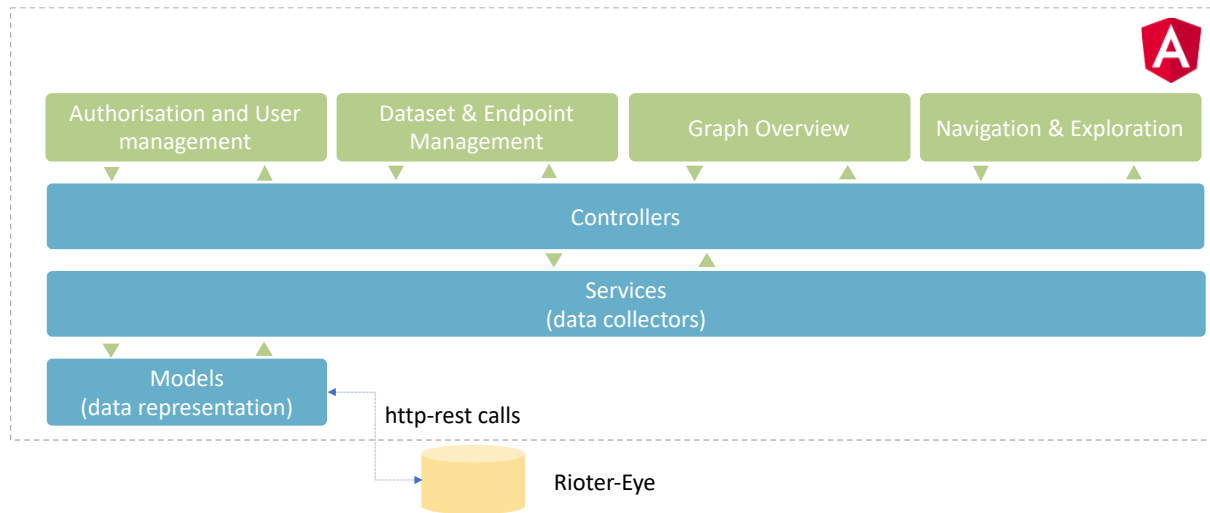 Authorisation and User
management
Dataset & Endpoint
Management
Graph Overview
Navigation & Exploration
Controllers
Services
(data collectors)
Models
(data representation)
http-rest calls
Rioter-Eye